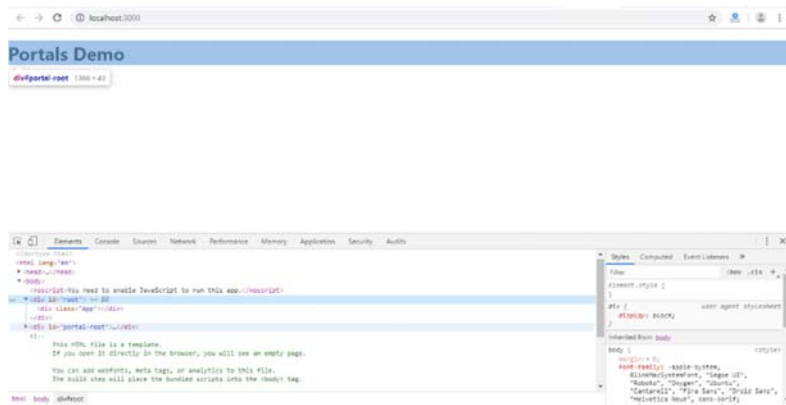 localhost:3000
Portals Demo
div#portal-root 1366 × 43
Elements Console Sources Network Performance Memory Application Security Audits
<!doctype html>
<html lang="en">
<head>…</head>
<body>
<noscript>You need to enable JavaScript to run this app.</noscript>
<div id="root"> == $0
<div class="App"></div>
</div>
<div id="portal-root">…</div>
<!--
This HTML file is a template.
If you open it directly in the browser, you will see an empty page.
You can add webfonts, meta tags, or analytics to this file.
The build step will place the bundled scripts into the <body> tag.
html body div#root
Styles Computed Event Listeners
Filter :hov .cls +
element.style {
}
div { user agent stylesheet
display: block;
}
Inherited from body
body { <style>
margin: 0;
font-family: -apple-system,
BlinkMacSystemFont, "Segoe UI",
"Roboto", "Oxygen", "Ubuntu",
"Cantarell", "Fira Sans", "Droid Sans",
"Helvetica Neue", sans-serif;